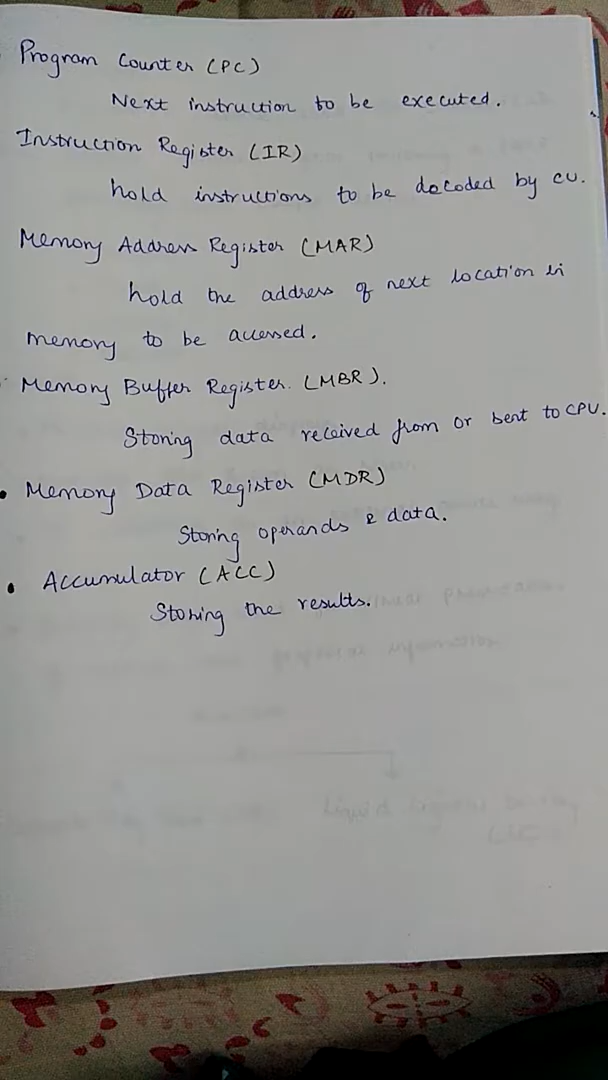 Program Counter (PC)
Next instruction to be executed.
Instruction Register (IR)
hold instructions to be decoded by CU.
Memory Address Register (MAR)
hold the address of next location in
memory to be accessed.
Memory Buffer Register. (MBR).
Storing data received from or sent to CPU.
• Memory Data Register (MDR)
Storing operands & data.
• Accumulator (ACC)
Storing the results.